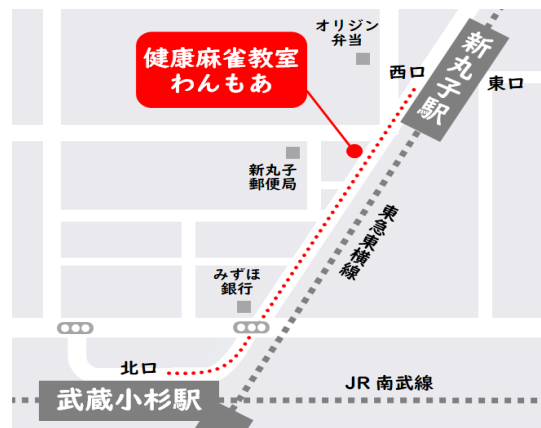 オリジン
弁当
健康麻雀教室
わんもあ
新丸子駅
西口
東口
新丸子
郵便局
東急東横線
みずほ
銀行
北口
JR南武線
武蔵小杉駅